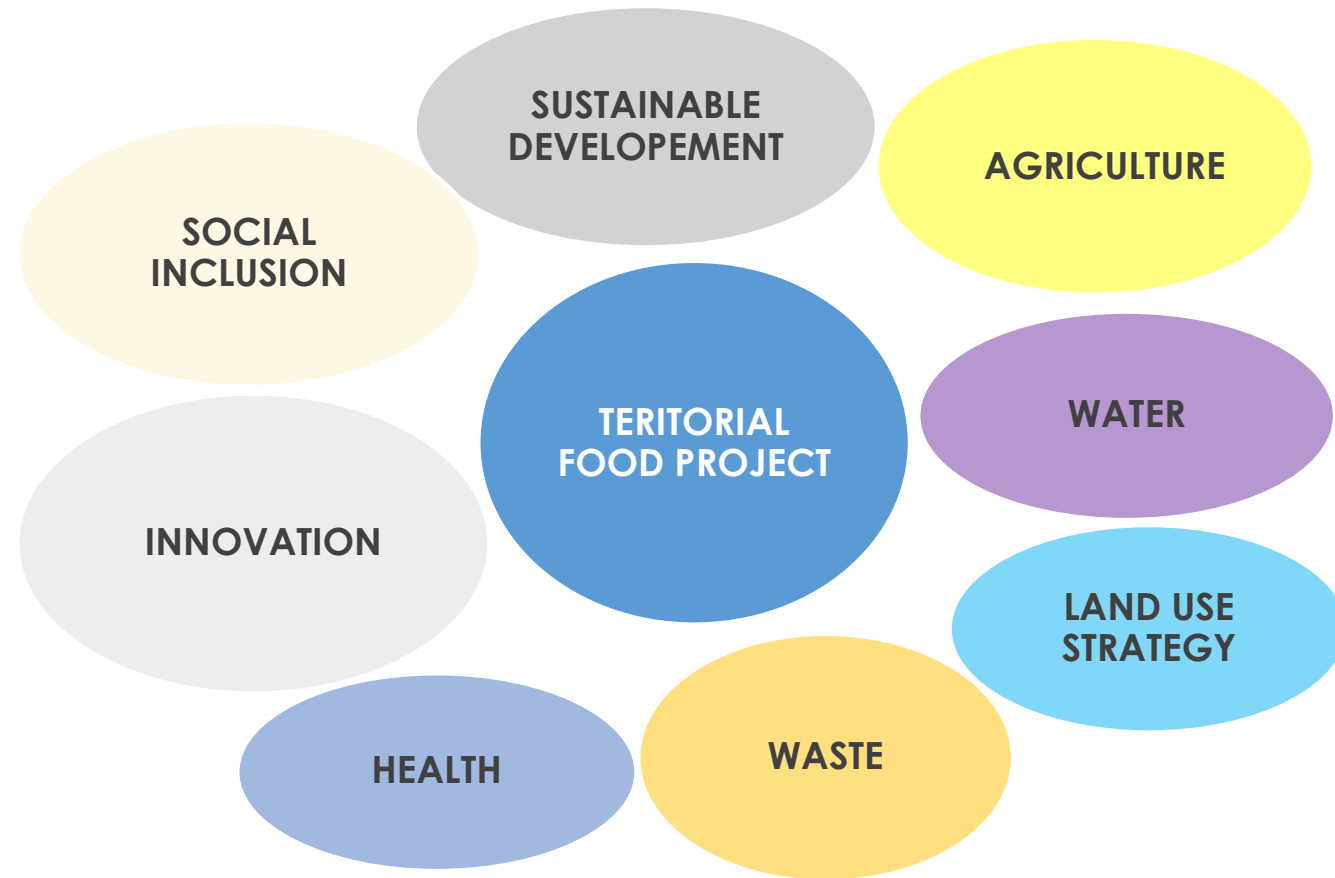 SUSTAINABLE
DEVELOPEMENT
AGRICULTURE
SOCIAL
INCLUSION
TERITORIAL
FOOD PROJECT
WATER
INNOVATION
LAND USE
STRATEGY
HEALTH
WASTE